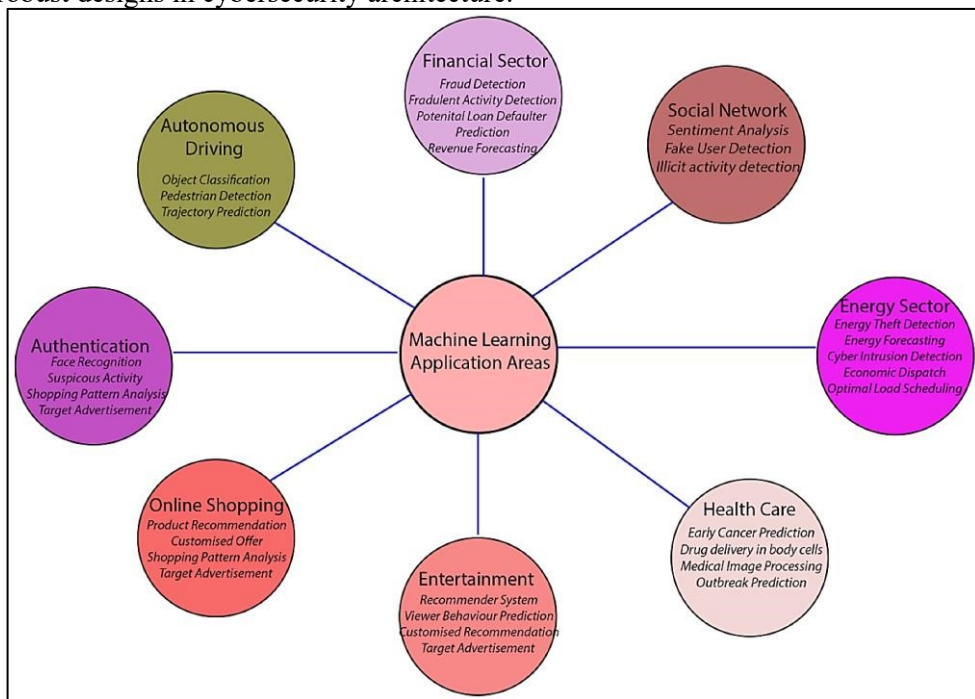 robust designs in cybersecurity architecture.
Financial Sector
Fraud Detection
Fradulent Activity Detection
Potenital Loan Defaulter
Prediction
Revenue Forecasting
Social Network
Sentiment Analysis
Fake User Detection
Illicit activity detection
Autonomous
Driving
Object Classification
Pedestrian Detection
Trajectory Prediction
Machine Learning
Application Areas
Energy Sector
Energy Theft Detection
Energy Forecasting
Cyber Intrusion Detection
Economic Dispatch
Optimal Load Scheduling
Authentication
Face Recognition
Suspicous Activity
Shopping Pattern Analysis
Target Advertisement
Online Shopping
Product Recommendation
Customised Offer
Shopping Pattern Analysis
Target Advertisement
Entertainment
Recommender System
Viewer Behaviour Prediction
Customised Recommendation
Target Advertisement
Health Care
Early Cancer Prediction
Drug delivery in body cells
Medical Image Processing
Outbreak Prediction